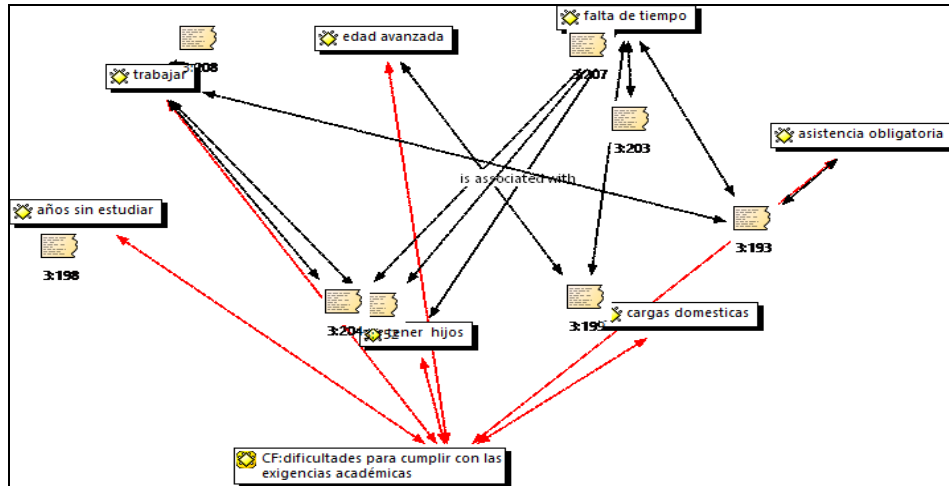 falta de tiempo
edad avanzada
3:208
3:207
trabajar
3:203
asistencia obligatoria
is associated with
años sin estudiar
3:193
3:198
3:204
3:199
cargas domesticas
tener hijos
CF:dificultades para cumplir con las
exigencias académicas